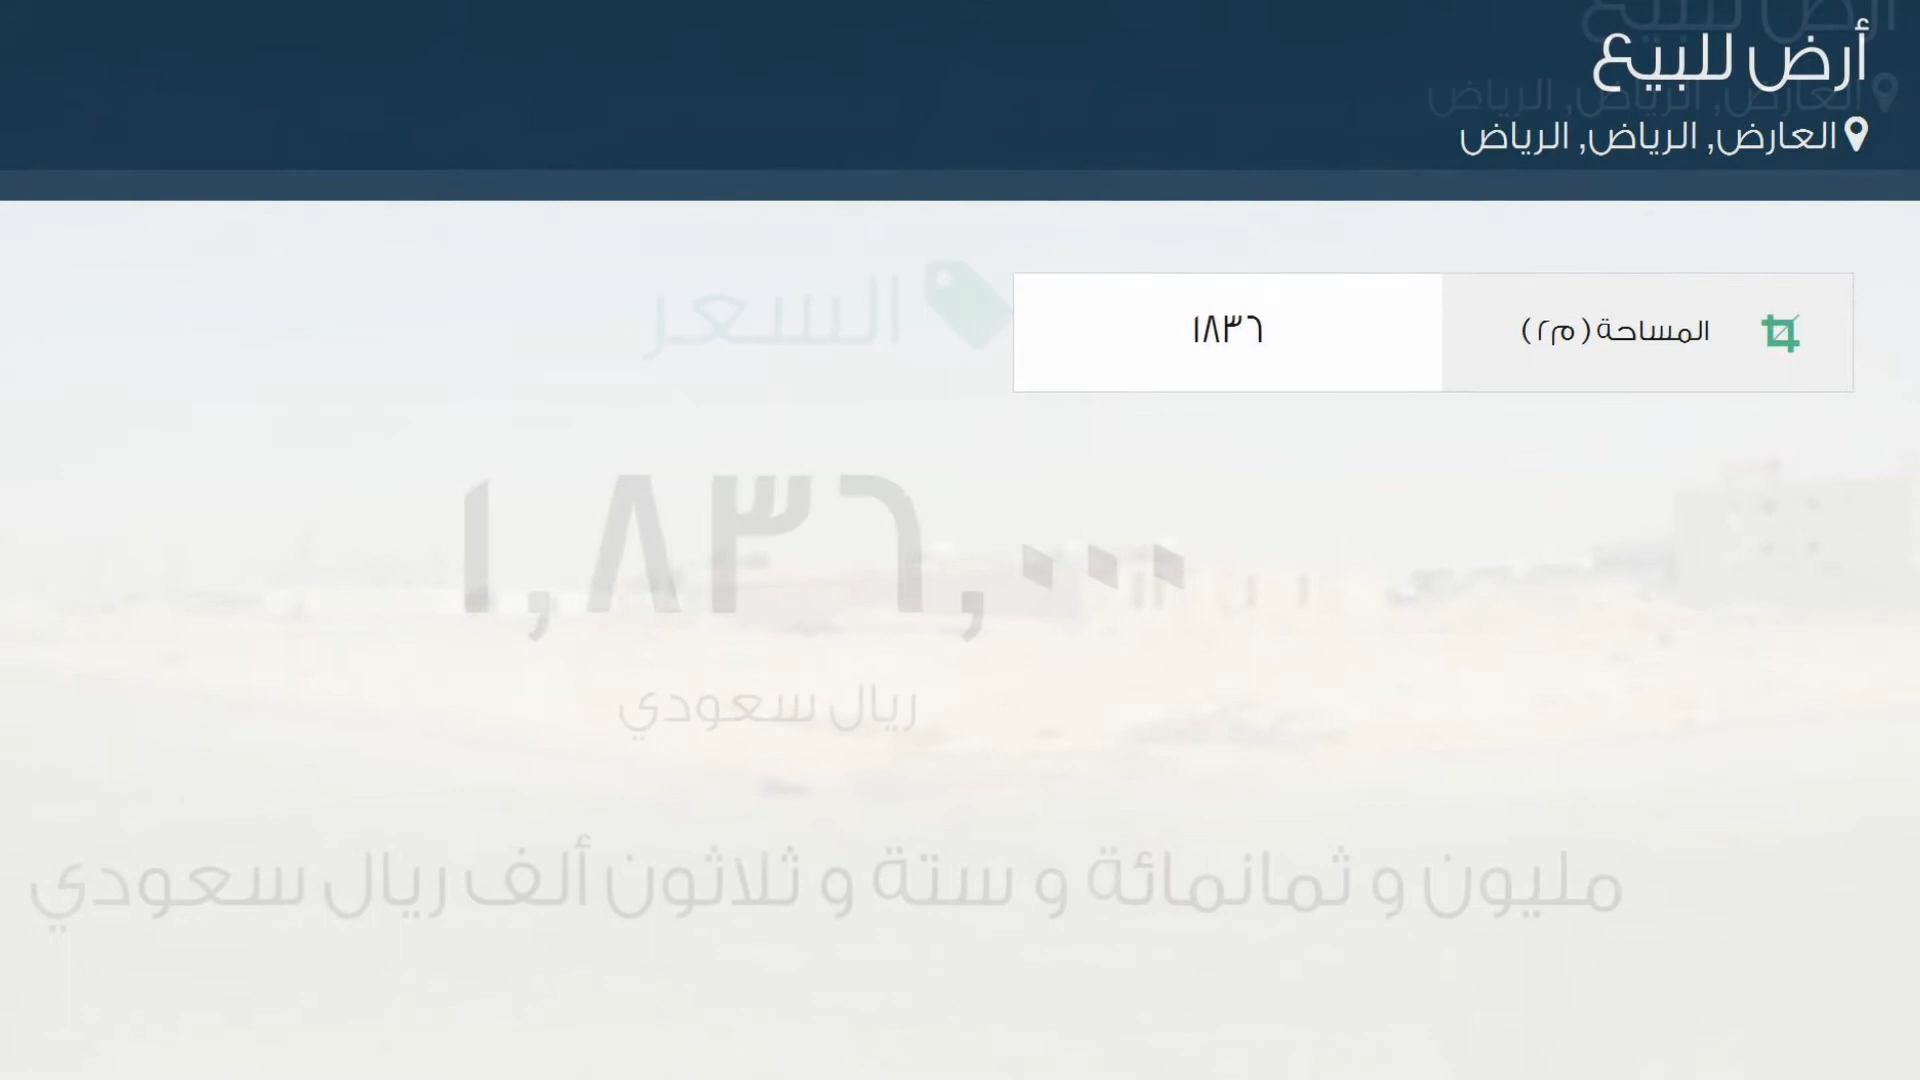 أرض للبيع
العارض, الرياض, الرياض
المساحة (م٢)
١٨٣٦
السعر
١,٨٣٦,٠٠٠
ريال سعودي
مليون و ثمانمائة و ستة و ثلاثون ألف ريال سعودي